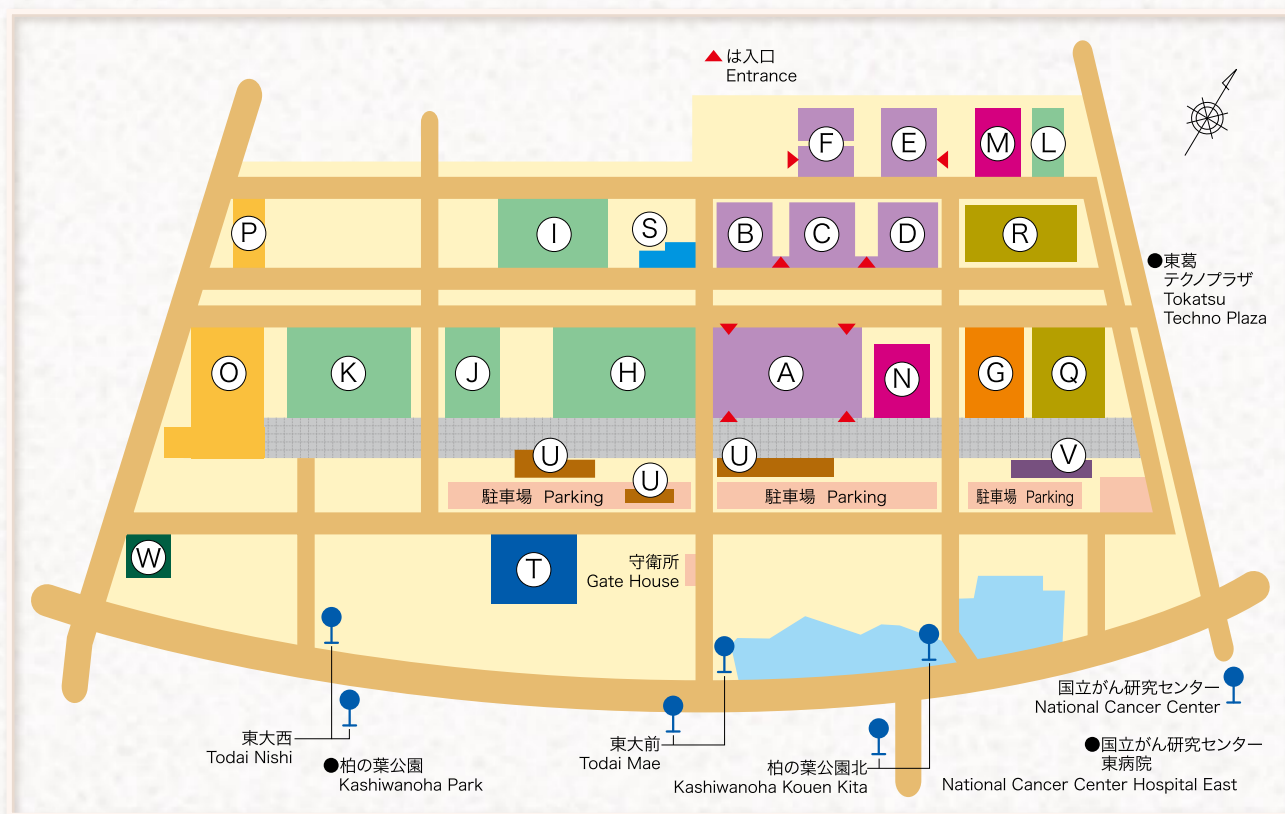 は入口
Entrance
F
E
M
L
P
I
S
B
C
D
R
●東葛
テクノプラザ
Tokatsu
Techno Plaza
O
K
J
H
A
N
G
Q
U
U
V
U
駐車場 Parking
駐車場 Parking
駐車場 Parking
W
T
守衛所
Gate House
国立がん研究センター
National Cancer Center
東大西
Todai Nishi
●柏の葉公園
Kashiwanoha Park
東大前
Todai Mae
柏の葉公園北
Kashiwanoha Kouen Kita
●国立がん研究センター
東病院
National Cancer Center Hospital East